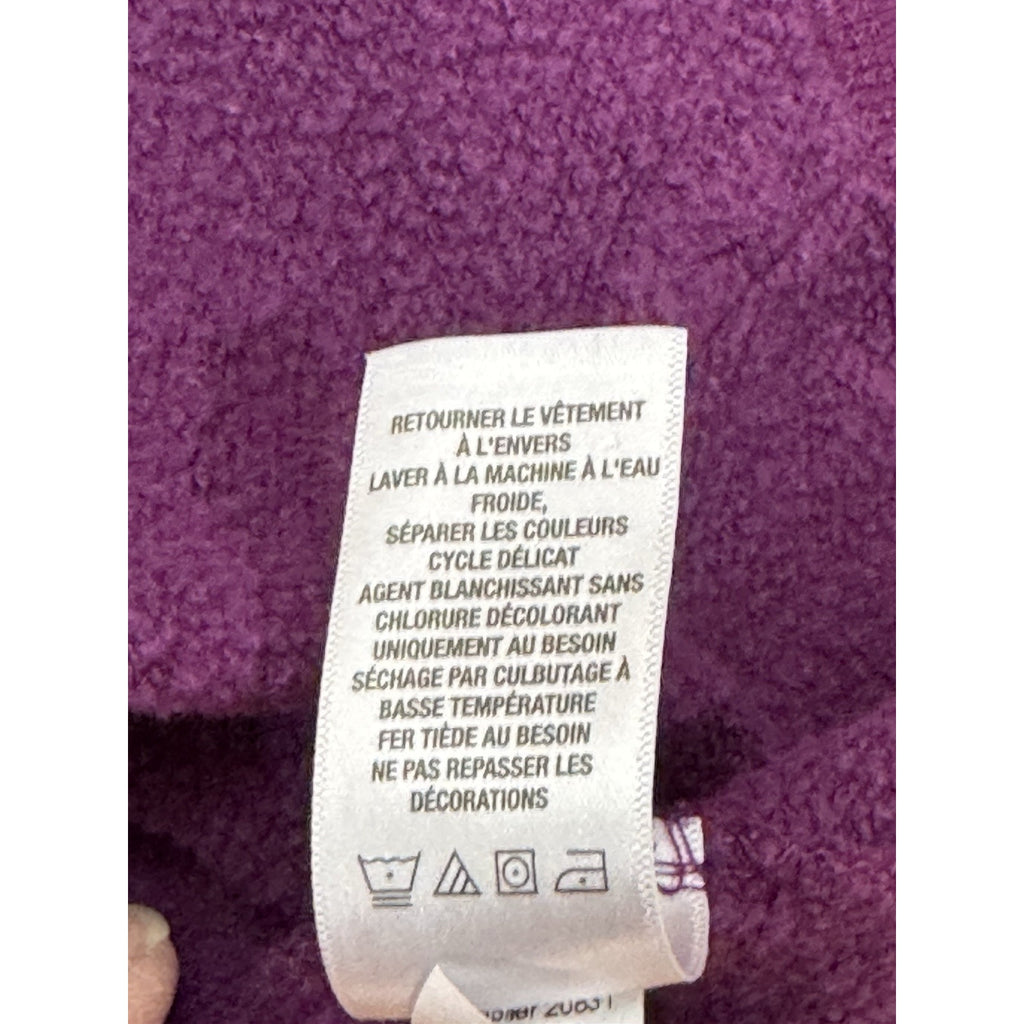 RETOURNER LE VÊTEMENT
À L'ENVERS
LAVER À LA MACHINE À L'EAU
FROIDE,
SÉPARER LES COULEURS
CYCLE DÉLICAT
AGENT BLANCHISSANT SANS
CHLORURE DÉCOLORANT
UNIQUEMENT AU BESOIN
SÉCHAGE PAR CULBUTAGE À
BASSE TEMPÉRATURE
FER TIÈDE AU BESOIN
NE PAS REPASSER LES
DÉCORATIONS